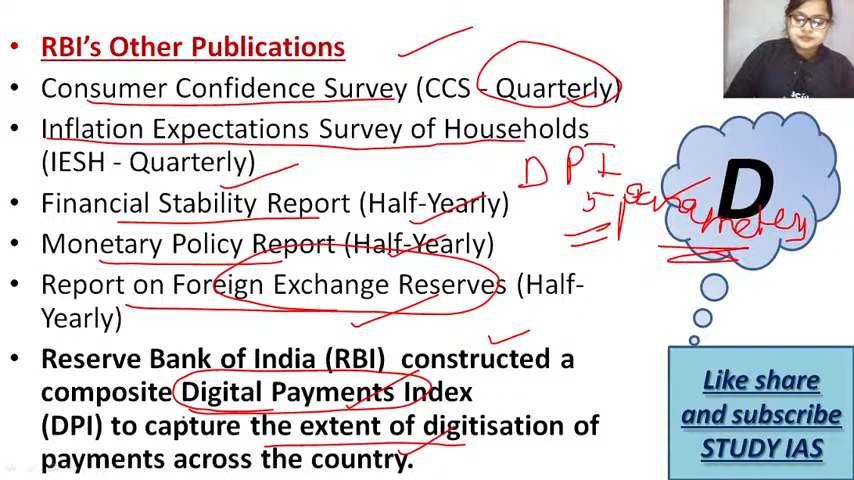 • RBI's Other Publications
• Consumer Confidence Survey (CCS - Quarterly)
• Inflation Expectations Survey of Households
(IESH - Quarterly)
• Financial Stability Report (Half-Yearly)
• Monetary Policy Report (Half-Yearly)
• Report on Foreign Exchange Reserves (Half-
Yearly)
• Reserve Bank of India (RBI) constructed a
composite Digital Payments Index
(DPI) to capture the extent of digitisation of
payments across the country.
DPI
5 parameters
D
Like share
and subscribe
STUDY IAS